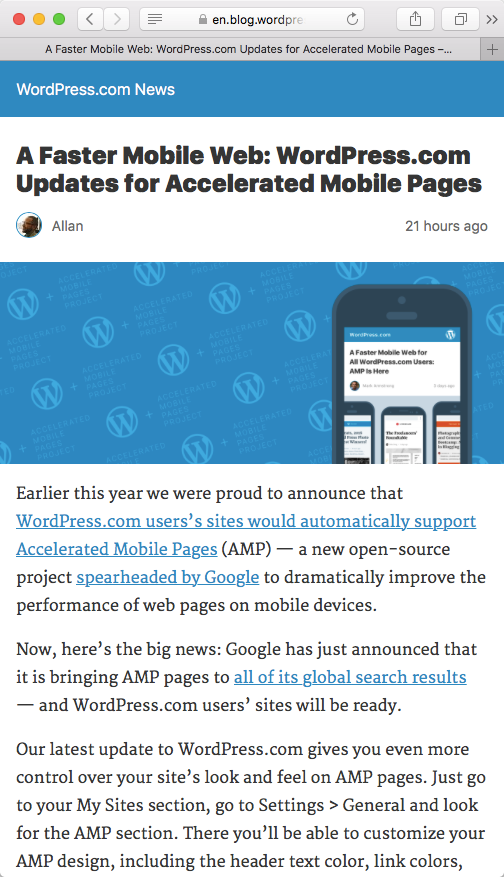 en.blog.wordpre
A Faster Mobile Web: WordPress.com Updates for Accelerated Mobile Pages –...
WordPress.com News
A Faster Mobile Web: WordPress.com
Updates for Accelerated Mobile Pages
Allan
21 hours ago
ACCELERATED
MOBILE
PROJECT
WordPress.com
A Faster Mobile Web for
All WordPress.com Users:
AMP Is Here
Mark Armstrong
The Freelancers'
Roundtable
Earlier this year we were proud to announce that
WordPress.com users’s sites would automatically support
Accelerated Mobile Pages (AMP) — a new open-source
project spearheaded by Google to dramatically improve the
performance of web pages on mobile devices.
Now, here’s the big news: Google has just announced that
it is bringing AMP pages to all of its global search results
— and WordPress.com users’ sites will be ready.
Our latest update to WordPress.com gives you even more
control over your site’s look and feel on AMP pages. Just go
to your My Sites section, go to Settings > General and look
for the AMP section. There you’ll be able to customize your
AMP design, including the header text color, link colors,